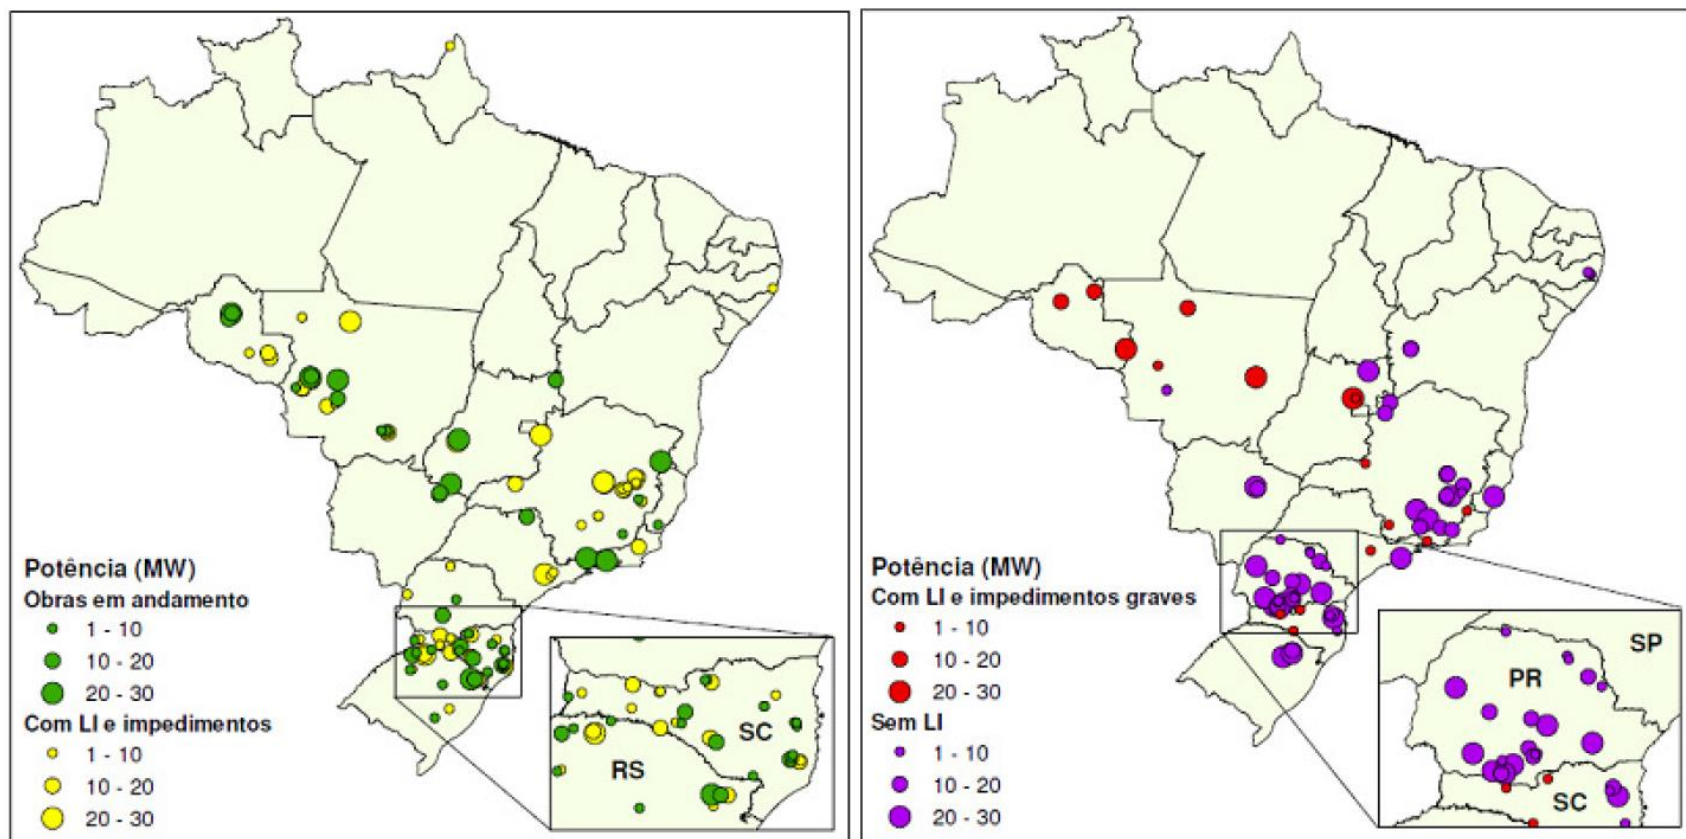 Potência (MW)
Obras em andamento
1 - 10
10 - 20
20 - 30
Com LI e impedimentos
1 - 10
10 - 20
20 - 30
SC
RS
Potência (MW)
Com LI e impedimentos graves
1 - 10
10 - 20
20 - 30
Sem LI
1 - 10
10 - 20
20 - 30
SP
PR
SC